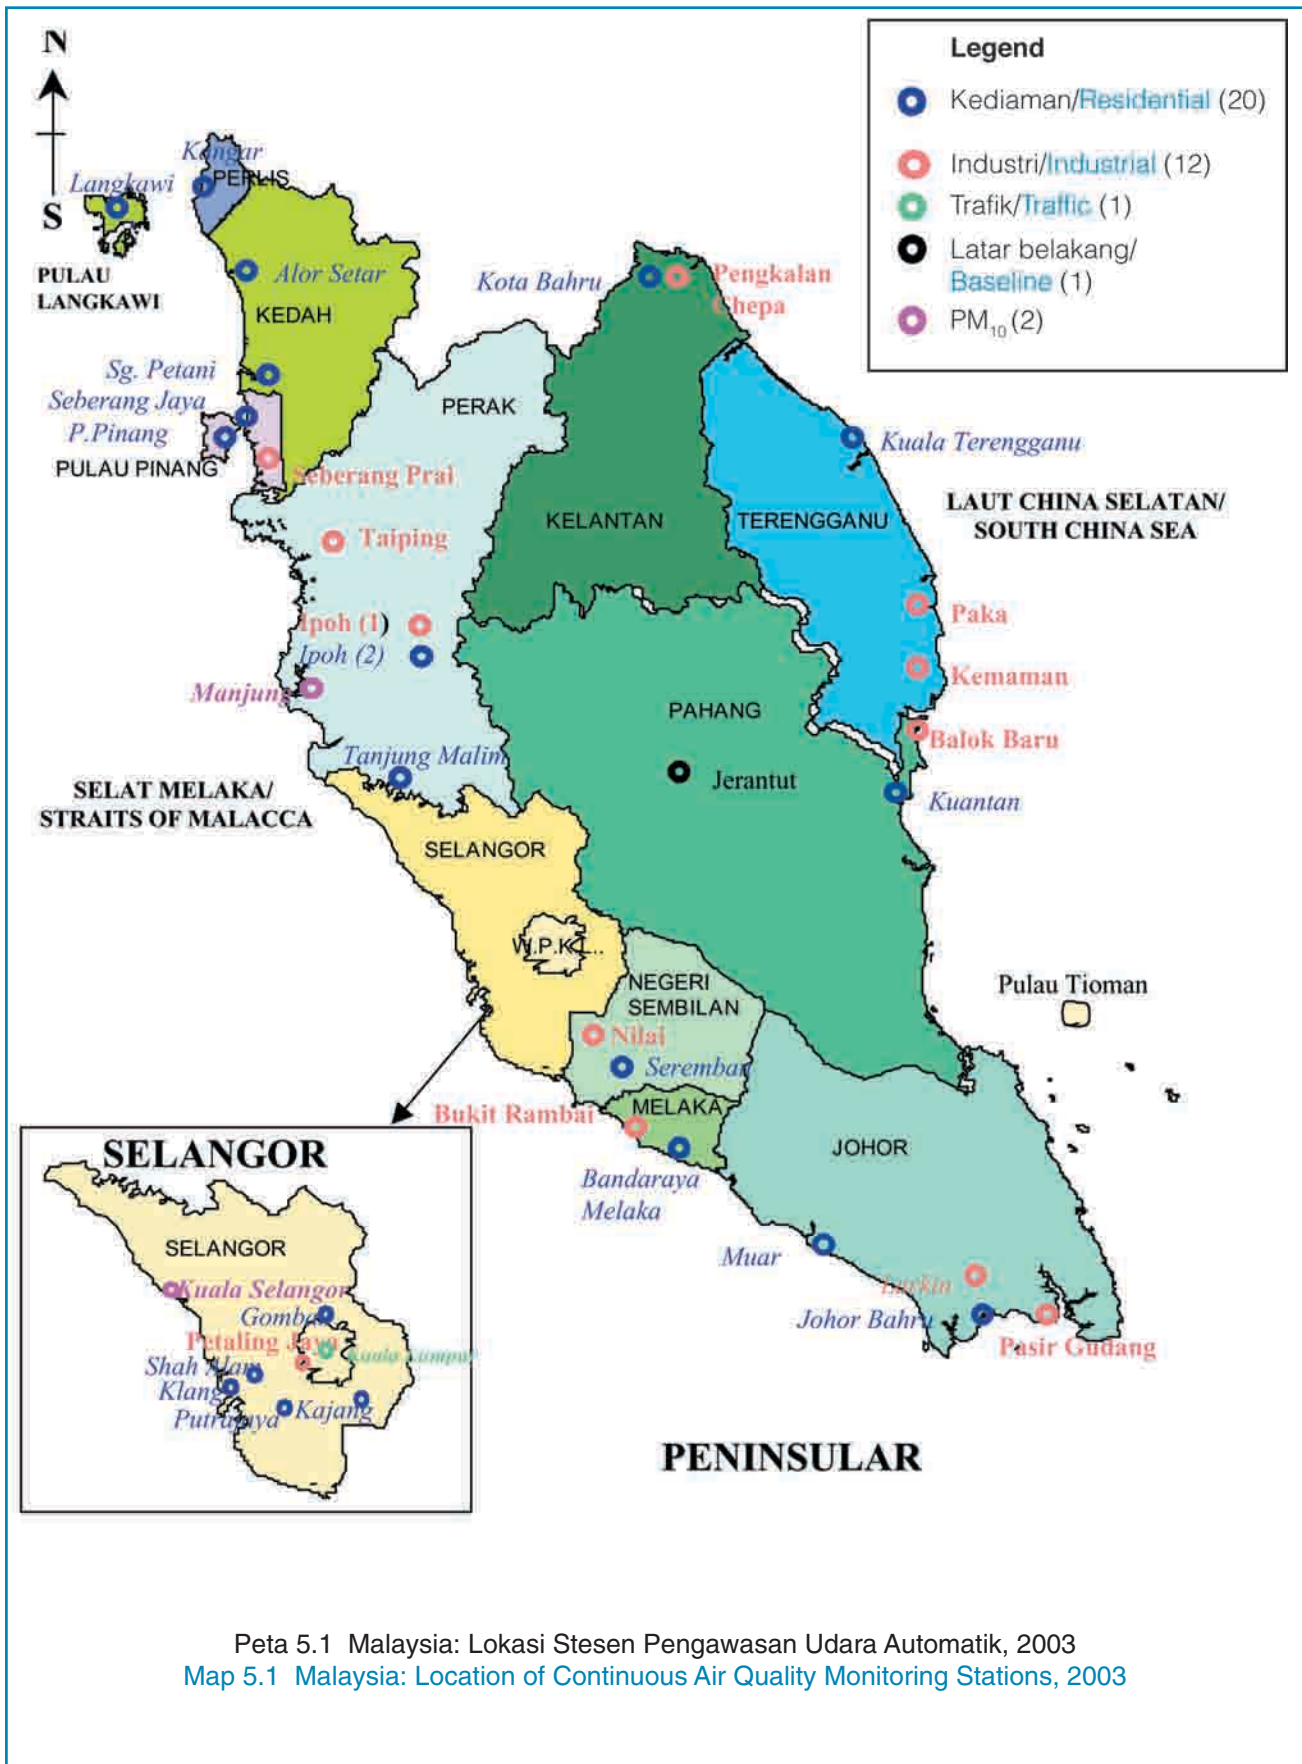 N
S
Legend
Kediaman/Residential (20)
Industri/Industrial (12)
Trafik/Traffic (1)
Latar belakang/
Baseline (1)
PM10 (2)
Kangar
PERLIS
Langkawi
PULAU
LANGKAWI
Alor Setar
KEDAH
Kota Bahru
Pengkalan
Chepa
Sg. Petani
Seberang Jaya
P.Pinang
PULAU PINANG
Seberang Prai
PERAK
Kuala Terengganu
LAUT CHINA SELATAN/
SOUTH CHINA SEA
KELANTAN
TERENGGANU
Taiping
Ipoh (1)
Ipoh (2)
Manjung
Paka
Kemaman
PAHANG
Balok Baru
Tanjung Malim
Jerantut
Kuantan
SELAT MELAKA/
STRAITS OF MALACCA
SELANGOR
W.P.K.L..
NEGERI
SEMBILAN
Pulau Tioman
Nilai
Seremban
Bukit Rambai
MELAKA
JOHOR
Bandaraya
Melaka
Muar
Larkin
Johor Bahru
Pasir Gudang
SELANGOR
SELANGOR
Kuala Selangor
Gombak
Petaling Jaya
Kuala Lumpur
Shah Alam
Klang
Putrajaya
Kajang
PENINSULAR
Peta 5.1 Malaysia: Lokasi Stesen Pengawasan Udara Automatik, 2003
Map 5.1 Malaysia: Location of Continuous Air Quality Monitoring Stations, 2003